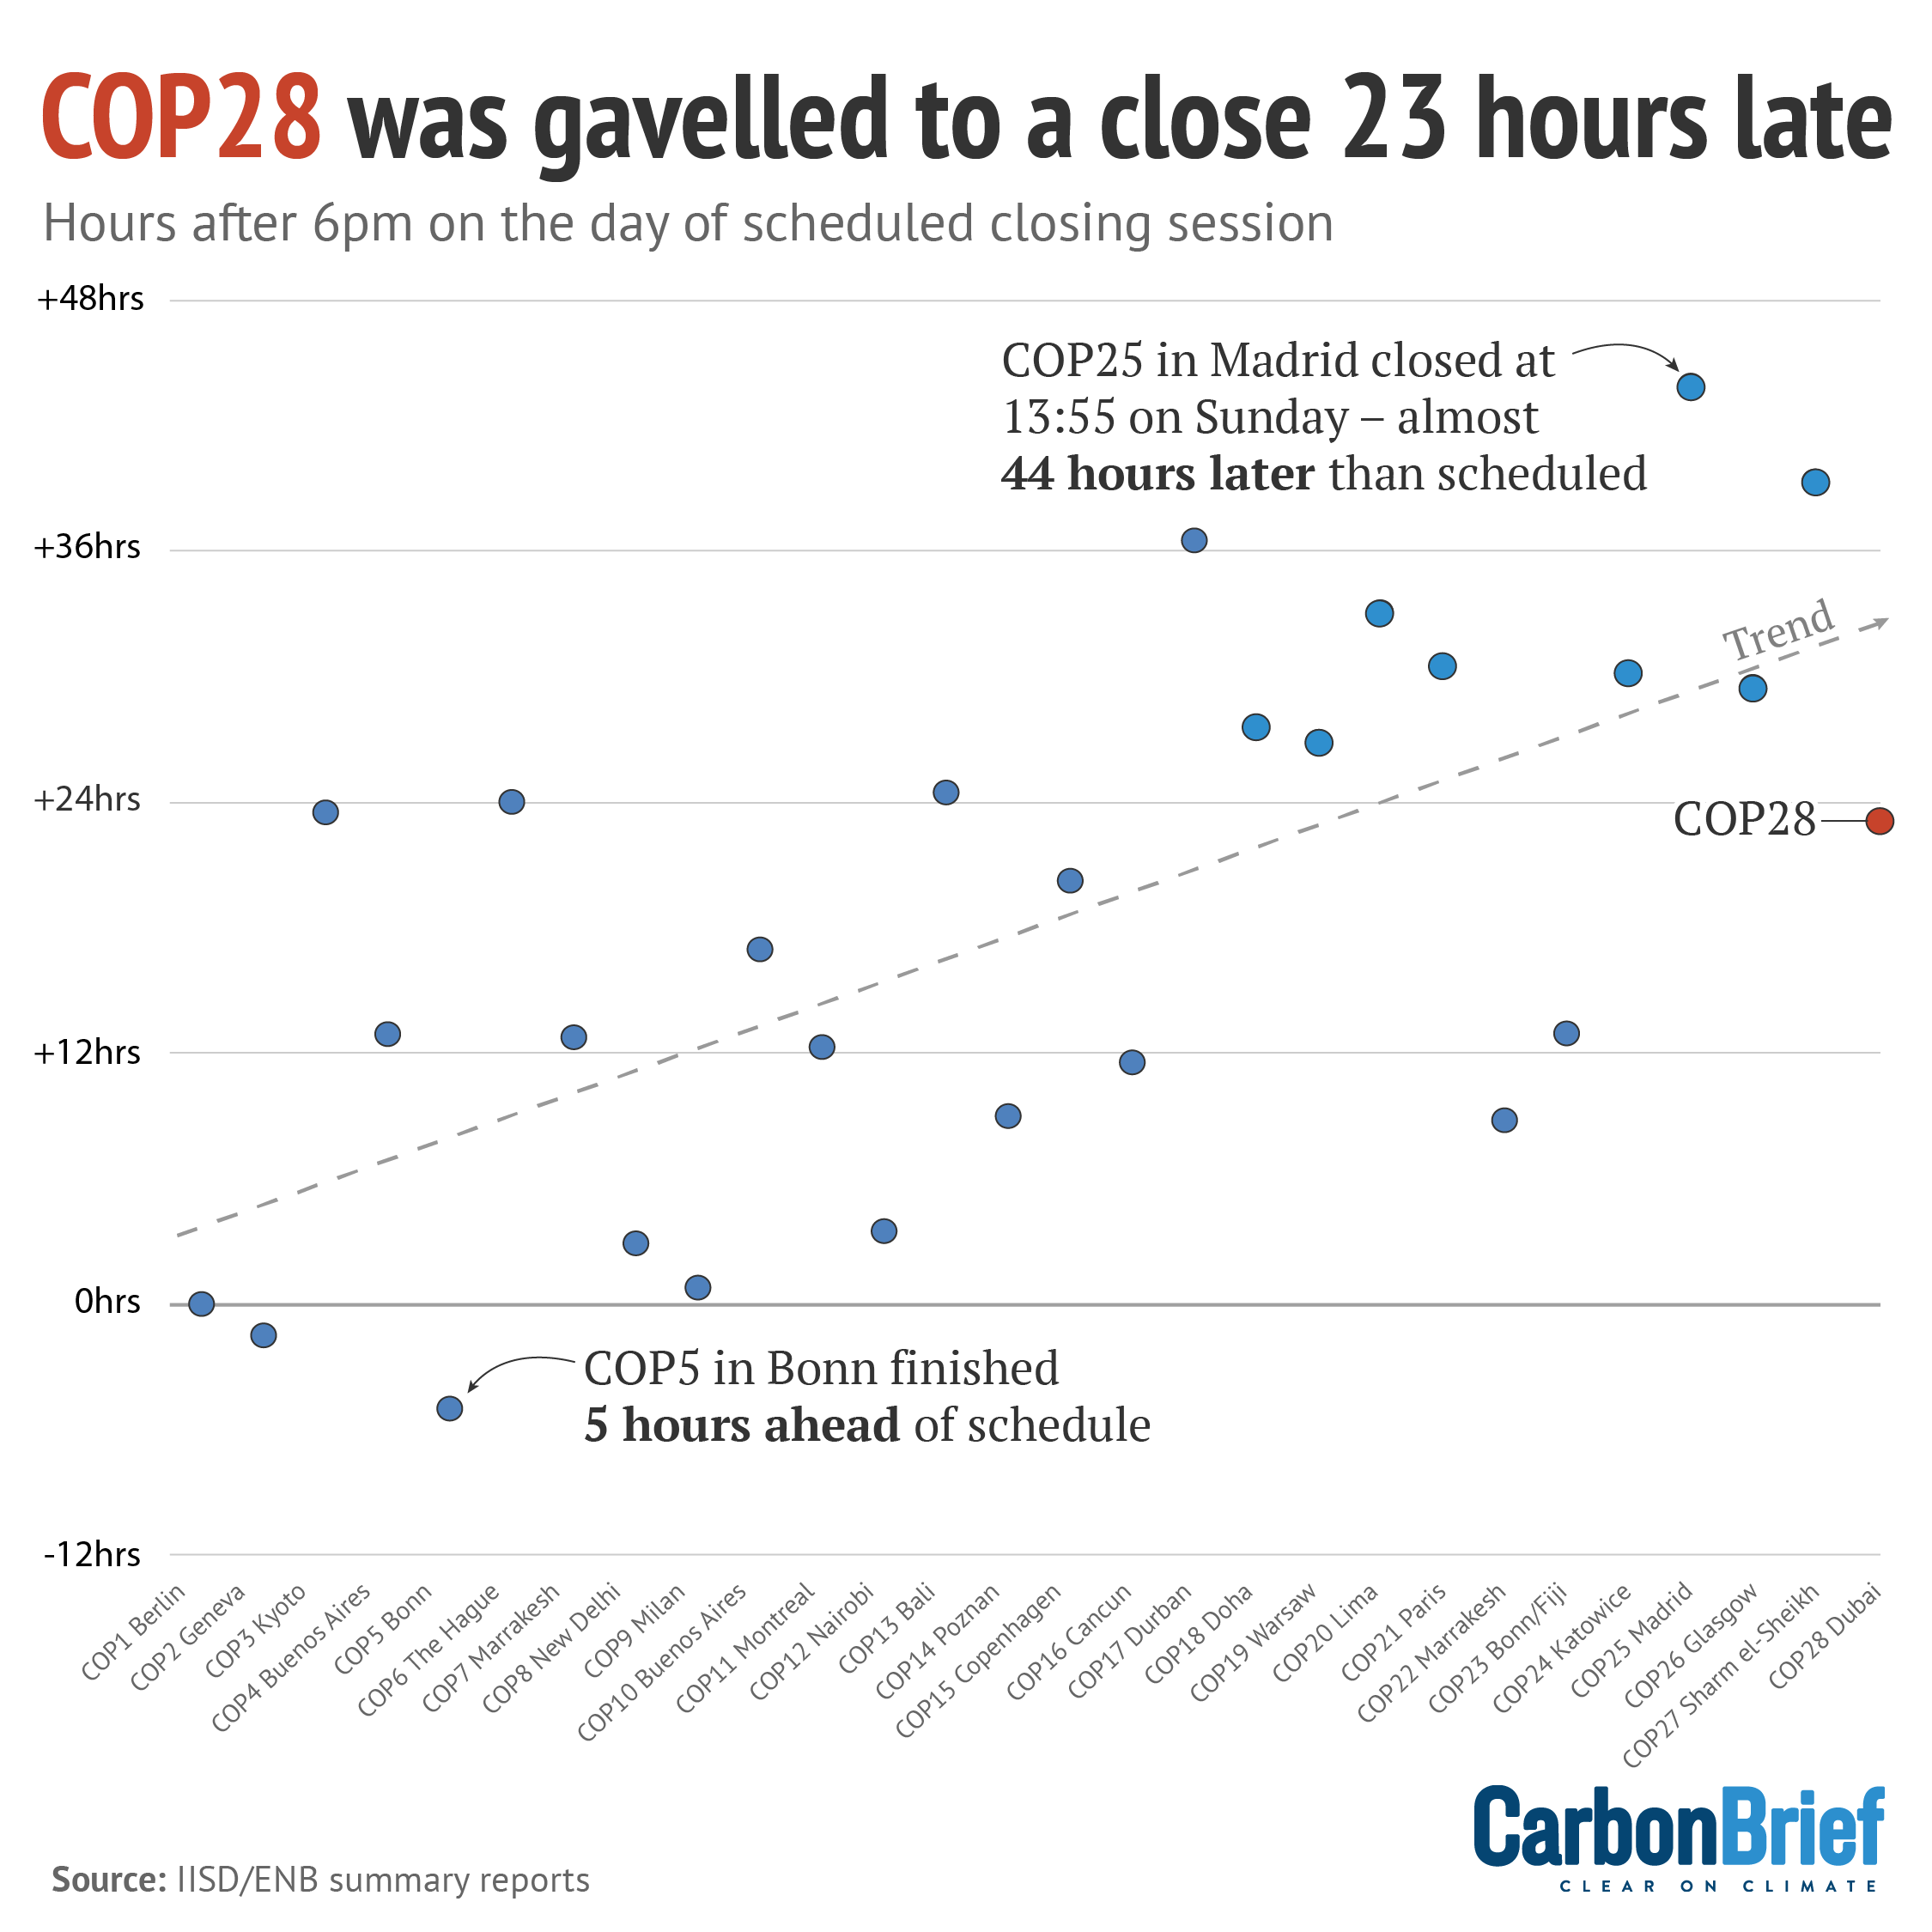 COP28 was gavelled to a close 23 hours late
Hours after 6pm on the day of scheduled closing session
+48hrs
COP25 in Madrid closed at
13:55 on Sunday – almost
44 hours later than scheduled
+36hrs
Trend
+24hrs
COP28
+12hrs
0hrs
COP5 in Bonn finished
5 hours ahead of schedule
-12hrs
COP1 Berlin
COP2 Geneva
COP3 Kyoto
COP4 Buenos Aires
COP5 Bonn
COP6 The Hague
COP7 Marrakesh
COP8 New Delhi
COP9 Milan
COP10 Buenos Aires
COP11 Montreal
COP12 Nairobi
COP13 Bali
COP14 Poznan
COP15 Copenhagen
COP16 Cancun
COP17 Durban
COP18 Doha
COP19 Warsaw
COP20 Lima
COP21 Paris
COP22 Marrakesh
COP23 Bonn/Fiji
COP24 Katowice
COP25 Madrid
COP26 Glasgow
COP27 Sharm el-Sheikh
COP28 Dubai
CarbonBrief
CLEAR ON CLIMATE
Source: IISD/ENB summary reports